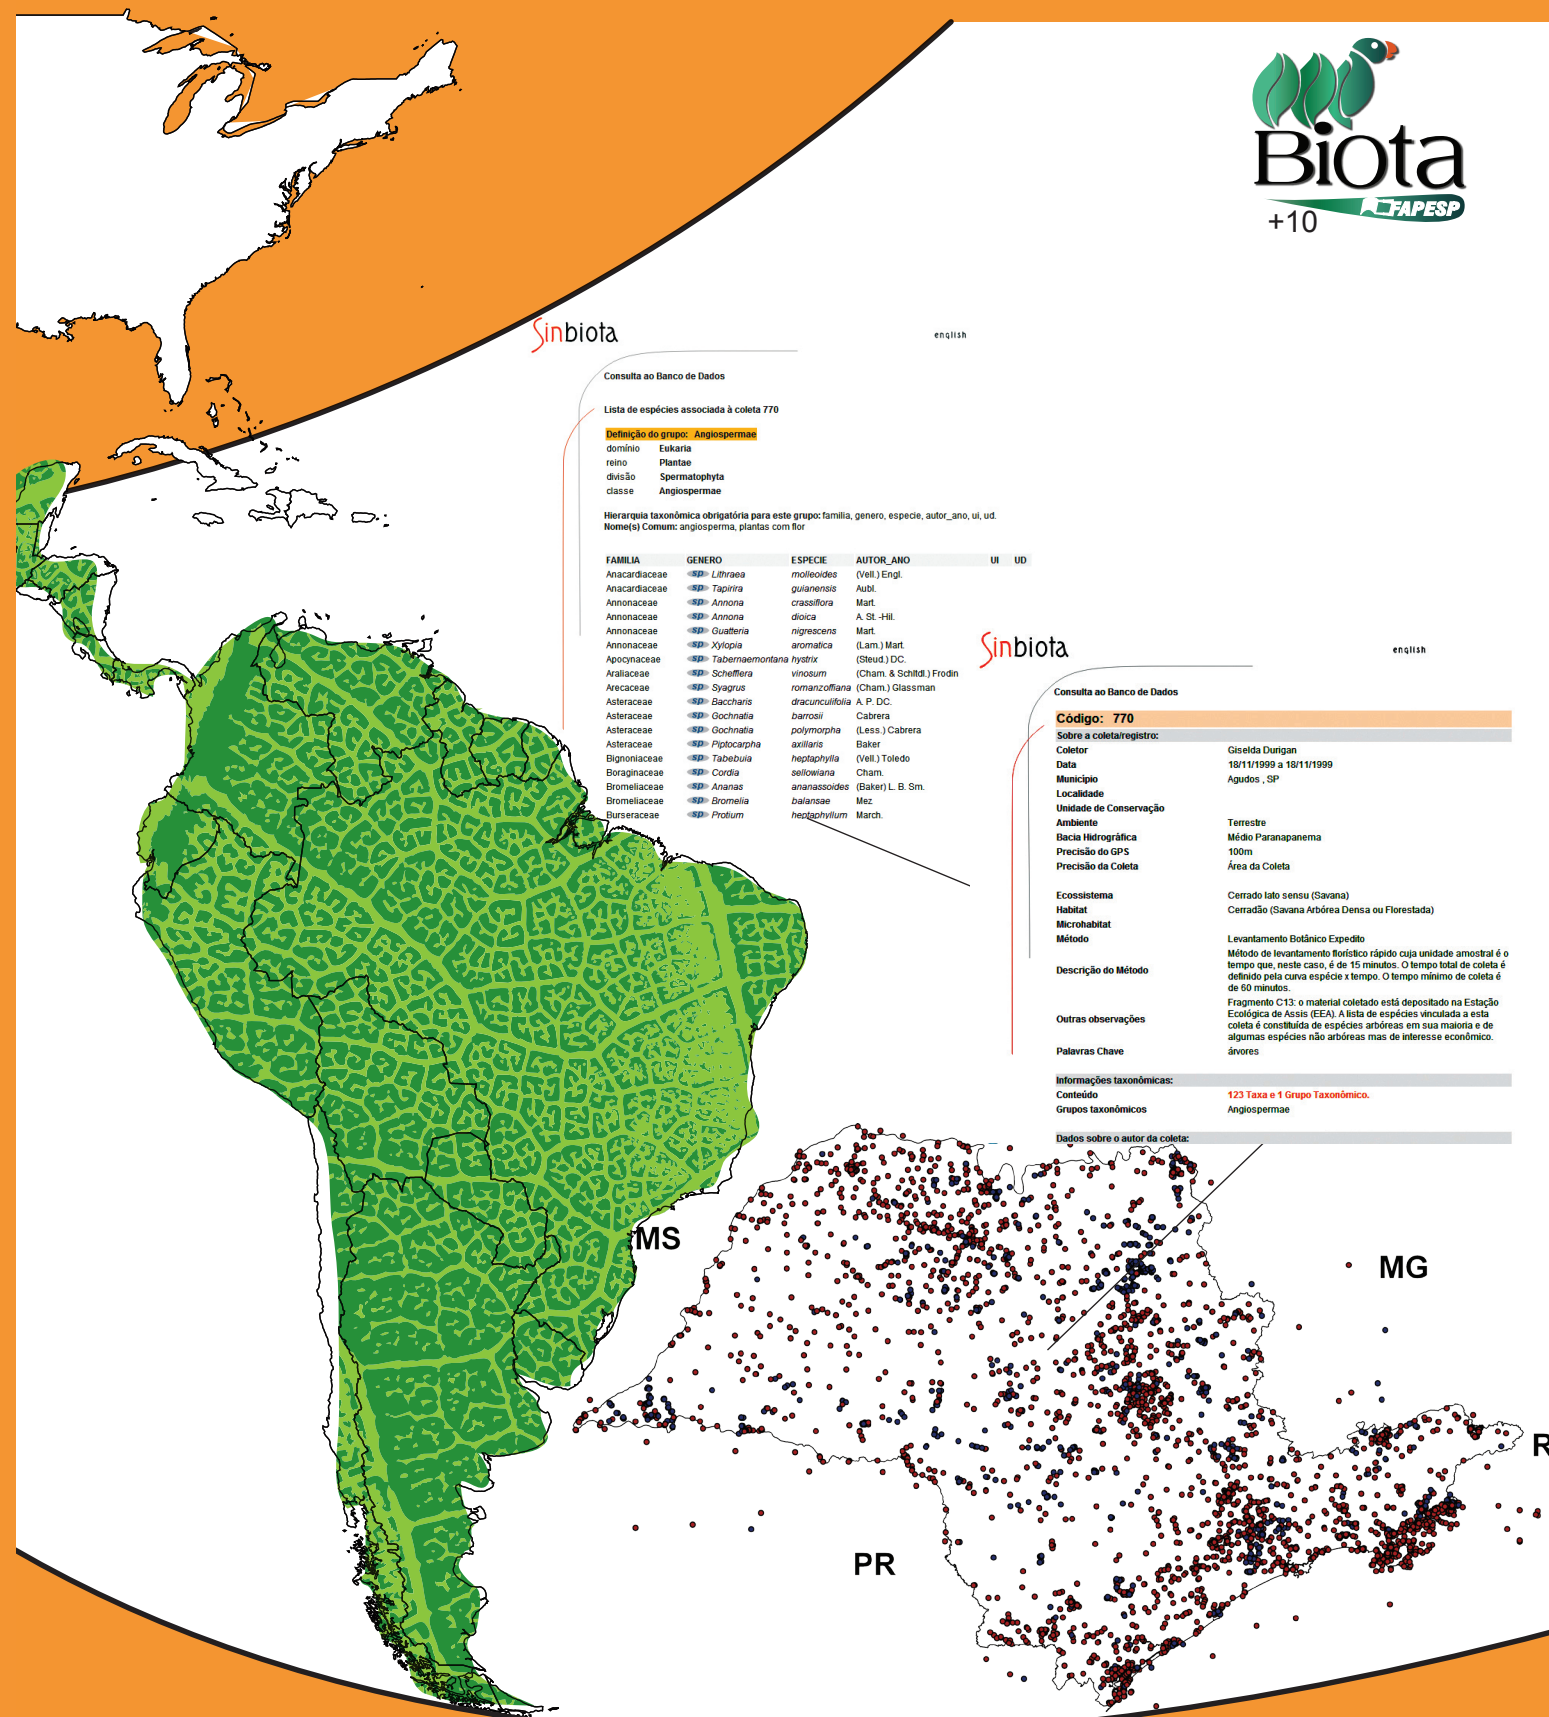 Biota
FAPESP
+10
Sinbiota
english
Consulta ao Banco de Dados
Lista de espécies associada à coleta 770
Definição do grupo: Angiospermae
domínio Eukaria
reino Plantae
divisão Spermatophyta
classe Angiospermae
Hierarquia taxonômica obrigatória para este grupo: familia, genero, especie, autor_ano, ui, ud.
Nome(s) Comum: angiosperma, plantas com flor
FAMILIA GENERO ESPECIE AUTOR_ANO UI UD
Anacardiaceae sp Lithraea molleoides (Vell.) Engl.
Anacardiaceae sp Tapirira guianensis Aubl.
Annonaceae sp Annona crassiflora Mart.
Annonaceae sp Annona dioica A. St. -Hil.
Annonaceae sp Guatteria nigrescens Mart.
Annonaceae sp Xylopia aromatica (Lam.) Mart.
Apocynaceae sp Tabernaemontana hystrix (Steud.) DC.
Araliaceae sp Schefflera vinosum (Cham. & Schltdl.) Frodin
Arecaceae sp Syagrus romanzoffiana (Cham.) Glassman
Asteraceae sp Baccharis dracunculifolia A. P. DC.
Asteraceae sp Gochnatia barrosii Cabrera
Asteraceae sp Gochnatia polymorpha (Less.) Cabrera
Asteraceae sp Piptocarpha axillaris Baker
Bignoniaceae sp Tabebuia heptaphylla (Vell.) Toledo
Boraginaceae sp Cordia sellowiana Cham.
Bromeliaceae sp Ananas ananassoides (Baker) L. B. Sm.
Bromeliaceae sp Bromelia balansae Mez
Burseraceae sp Protium heptaphyllum March.
Sinbiota
english
Consulta ao Banco de Dados
Código: 770
Sobre a coleta/registro:
Coletor Giselda Durigan
Data 18/11/1999 a 18/11/1999
Município Agudos , SP
Localidade
Unidade de Conservação
Ambiente Terrestre
Bacia Hidrográfica Médio Paranapanema
Precisão do GPS 100m
Precisão da Coleta Área da Coleta
Ecossistema Cerrado lato sensu (Savana)
Habitat Cerradão (Savana Arbórea Densa ou Florestada)
Microhabitat
Método Levantamento Botânico Expedito
Descrição do Método Método de levantamento florístico rápido cuja unidade amostral é o
tempo que, neste caso, é de 15 minutos. O tempo total de coleta é
definido pela curva espécie x tempo. O tempo mínimo de coleta é
de 60 minutos.
Outras observações Fragmento C13: o material coletado está depositado na Estação
Ecológica de Assis (EEA). A lista de espécies vinculada a esta
coleta é constituída de espécies arbóreas em sua maioria e de
algumas espécies não arbóreas mas de interesse econômico.
Palavras Chave árvores
Informações taxonômicas:
Conteúdo 123 Taxa e 1 Grupo Taxonômico.
Grupos taxonômicos Angiospermae
Dados sobre o autor da coleta:
MS
MG
R
PR